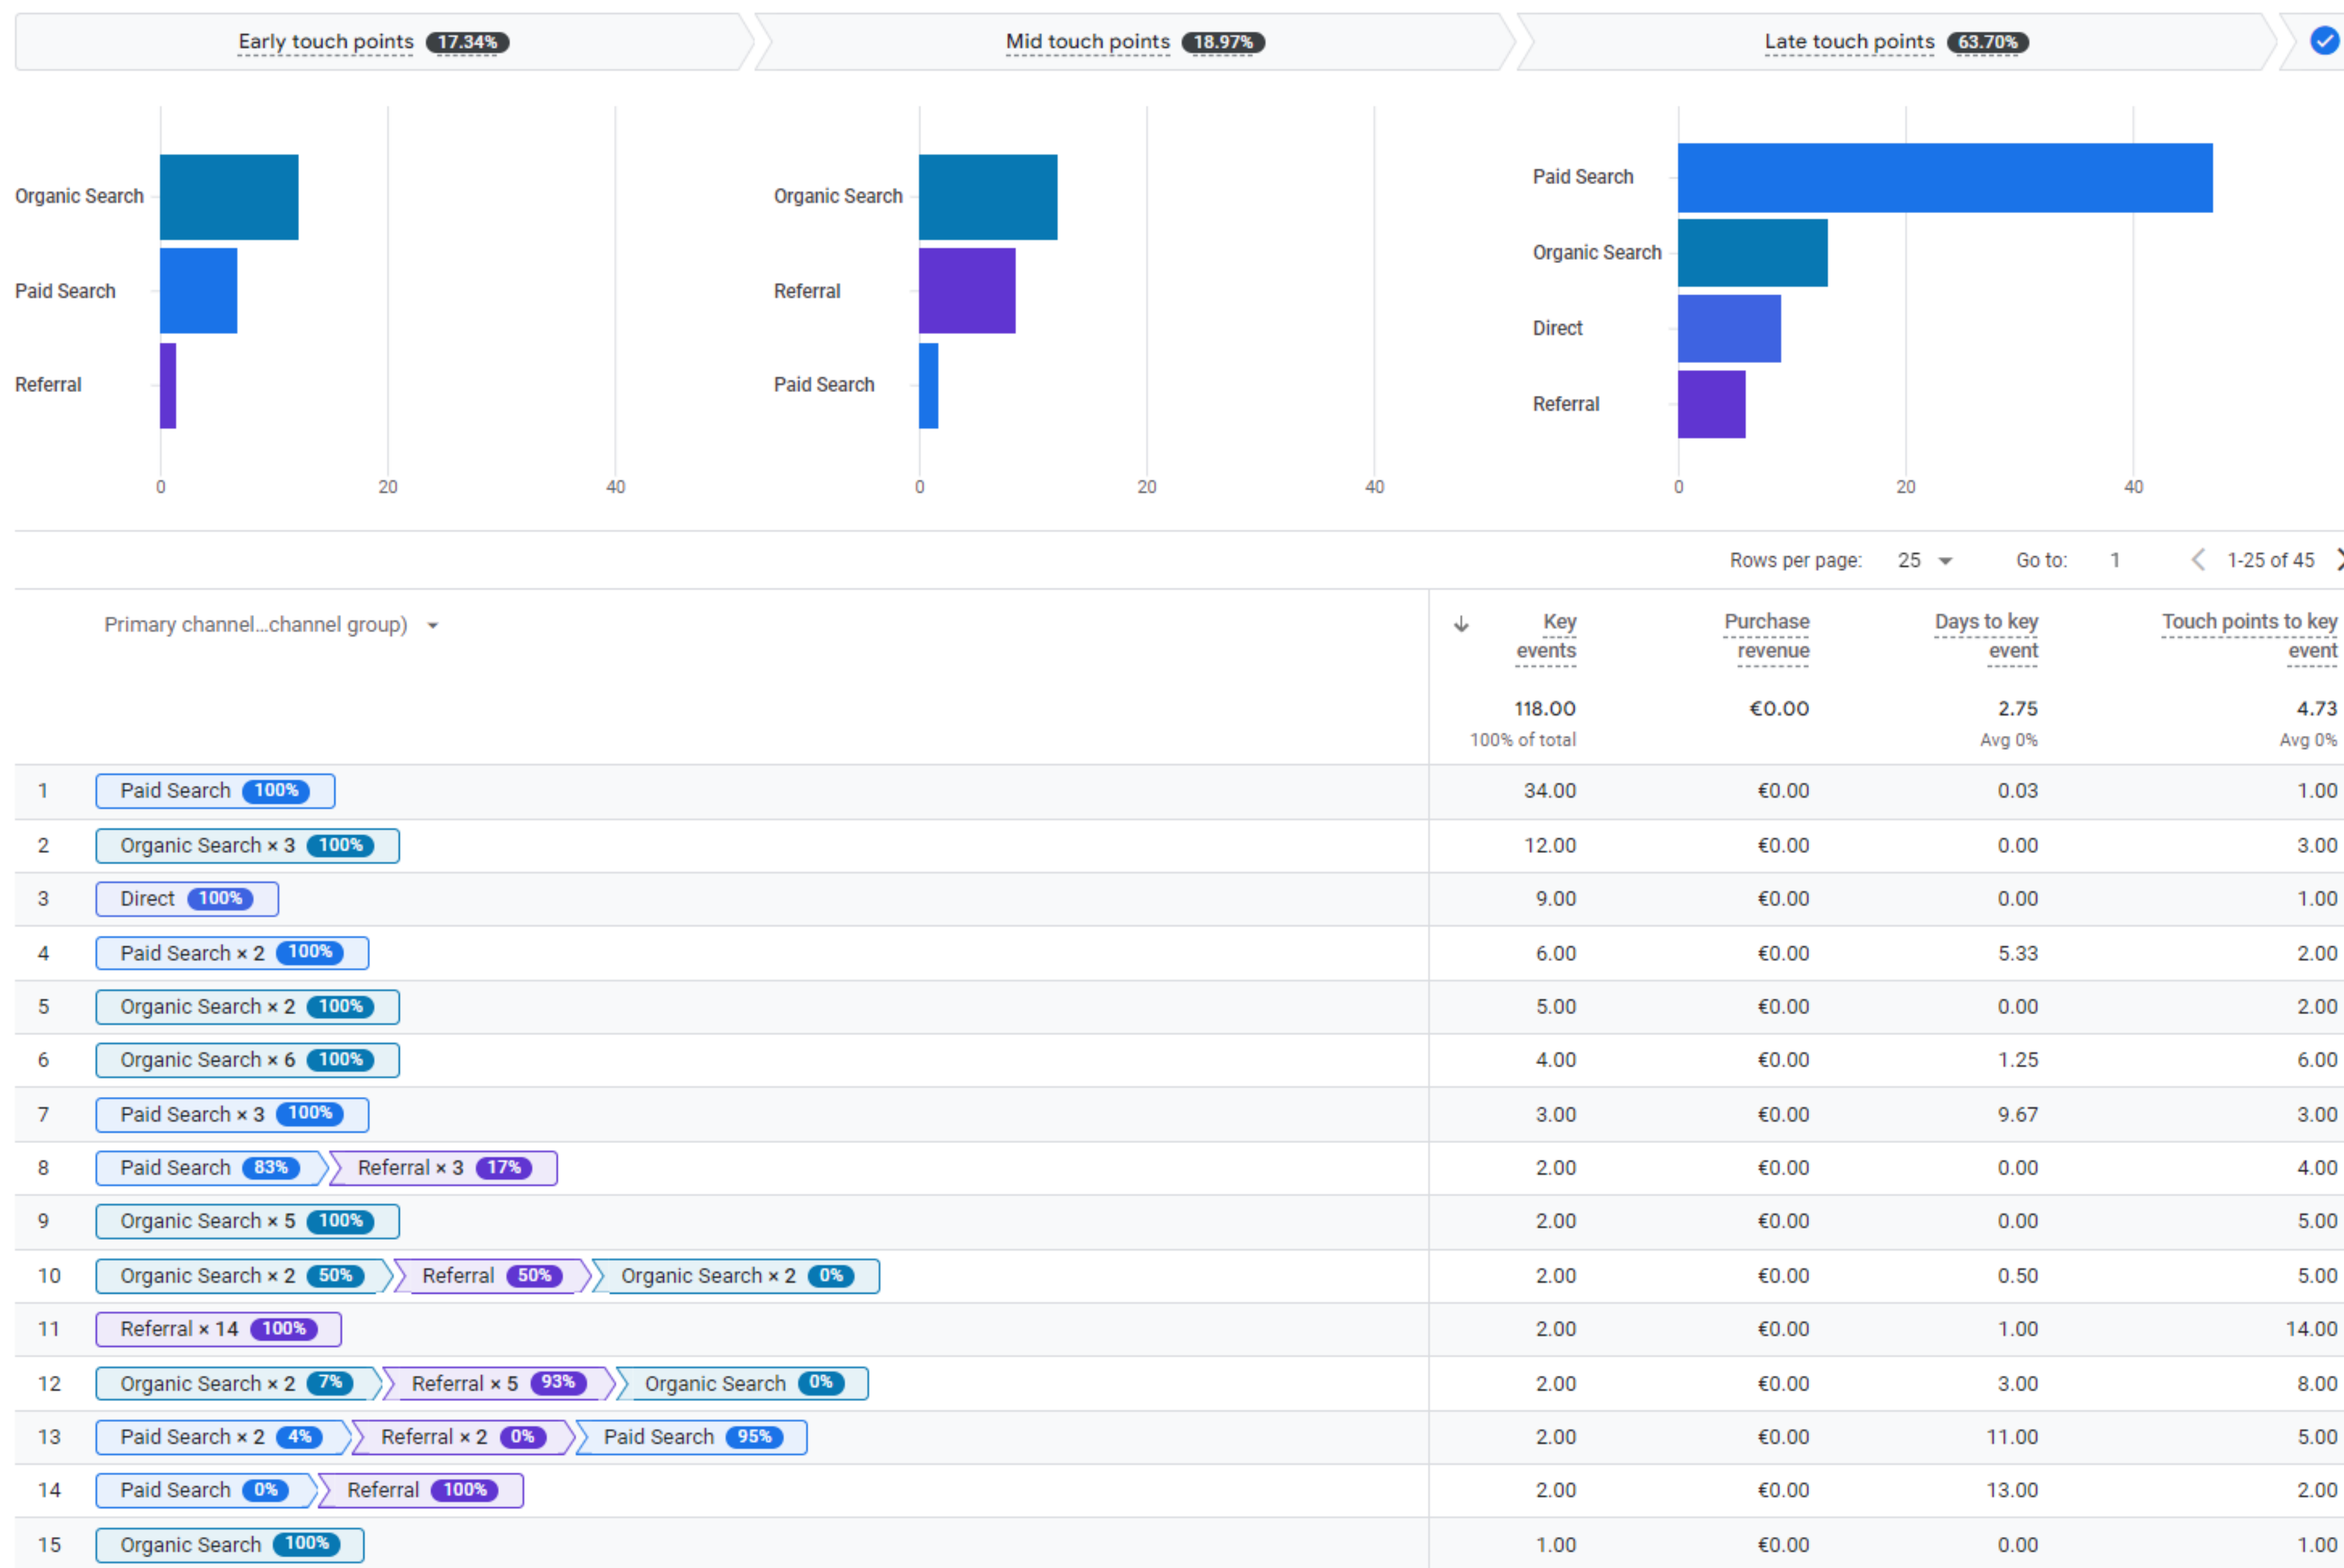 Early touch points 17.34% Mid touch points 18.97% Late touch points 63.70%
Organic Search
Paid Search
Referral
0 20 40
Organic Search
Referral
Paid Search
0 20 40
Paid Search
Organic Search
Direct
Referral
0 20 40
Rows per page: 25 Go to: 1 1-25 of 45
Primary channel...channel group) Key events Purchase revenue Days to key event Touch points to key event
118.00 €0.00 2.75 4.73
100% of total Avg 0% Avg 0%
1 Paid Search 100% 34.00 €0.00 0.03 1.00
2 Organic Search × 3 100% 12.00 €0.00 0.00 3.00
3 Direct 100% 9.00 €0.00 0.00 1.00
4 Paid Search × 2 100% 6.00 €0.00 5.33 2.00
5 Organic Search × 2 100% 5.00 €0.00 0.00 2.00
6 Organic Search × 6 100% 4.00 €0.00 1.25 6.00
7 Paid Search × 3 100% 3.00 €0.00 9.67 3.00
8 Paid Search 83% Referral × 3 17% 2.00 €0.00 0.00 4.00
9 Organic Search × 5 100% 2.00 €0.00 0.00 5.00
10 Organic Search × 2 50% Referral 50% Organic Search × 2 0% 2.00 €0.00 0.50 5.00
11 Referral × 14 100% 2.00 €0.00 1.00 14.00
12 Organic Search × 2 7% Referral × 5 93% Organic Search 0% 2.00 €0.00 3.00 8.00
13 Paid Search × 2 4% Referral × 2 0% Paid Search 95% 2.00 €0.00 11.00 5.00
14 Paid Search 0% Referral 100% 2.00 €0.00 13.00 2.00
15 Organic Search 100% 1.00 €0.00 0.00 1.00